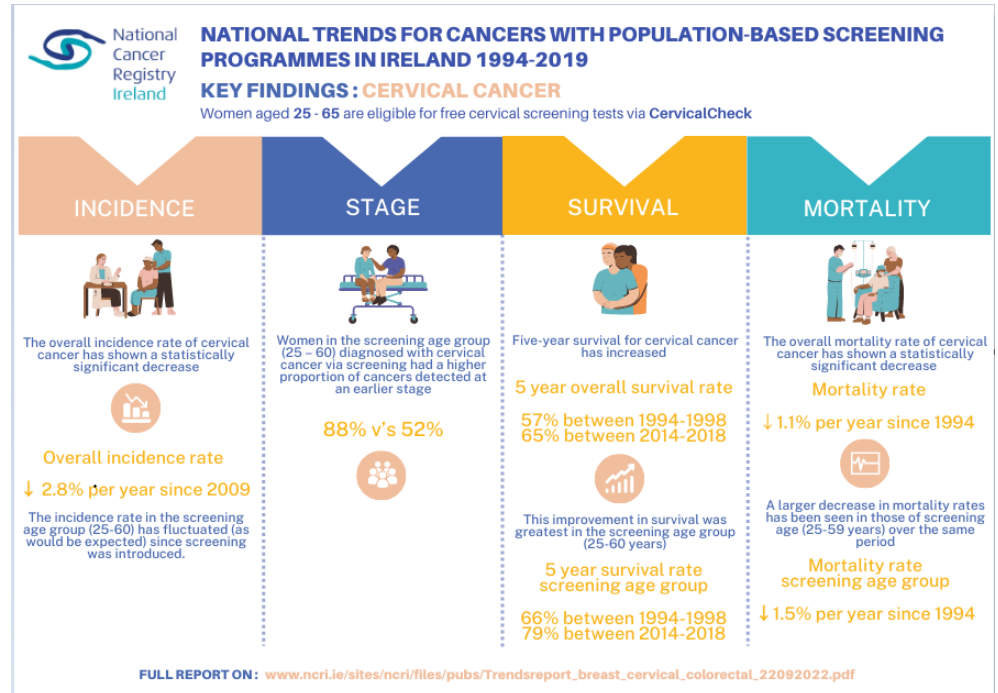 National
Cancer
Registry
Ireland
NATIONAL TRENDS FOR CANCERS WITH POPULATION-BASED SCREENING
PROGRAMMES IN IRELAND 1994-2019
KEY FINDINGS : CERVICAL CANCER
Women aged 25 - 65 are eligible for free cervical screening tests via CervicalCheck
INCIDENCE
The overall incidence rate of cervical
cancer has shown a statistically
significant decrease
Overall incidence rate
↓ 2.8% per year since 2009
The incidence rate in the screening
age group (25-60) has fluctuated (as
would be expected) since screening
was introduced.
STAGE
Women in the screening age group
(25 – 60) diagnosed with cervical
cancer via screening had a higher
proportion of cancers detected at
an earlier stage
88% v's 52%
SURVIVAL
Five-year survival for cervical cancer
has increased
5 year overall survival rate
57% between 1994-1998
65% between 2014-2018
This improvement in survival was
greatest in the screening age group
(25-60 years)
5 year survival rate
screening age group
66% between 1994-1998
79% between 2014-2018
MORTALITY
The overall mortality rate of cervical
cancer has shown a statistically
significant decrease
Mortality rate
↓ 1.1% per year since 1994
A larger decrease in mortality rates
has been seen in those of screening
age (25-59 years) over the same
period
Mortality rate
screening age group
↓ 1.5% per year since 1994
FULL REPORT ON : www.ncri.ie/sites/ncri/files/pubs/Trendsreport_breast_cervical_colorectal_22092022.pdf